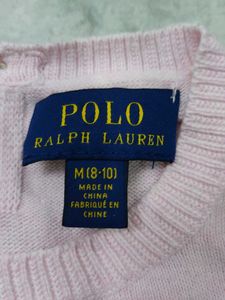 POLO
RALPH LAUREN
M(8-10)
MADE IN
CHINA
FABRIQUÉ EN
CHINE